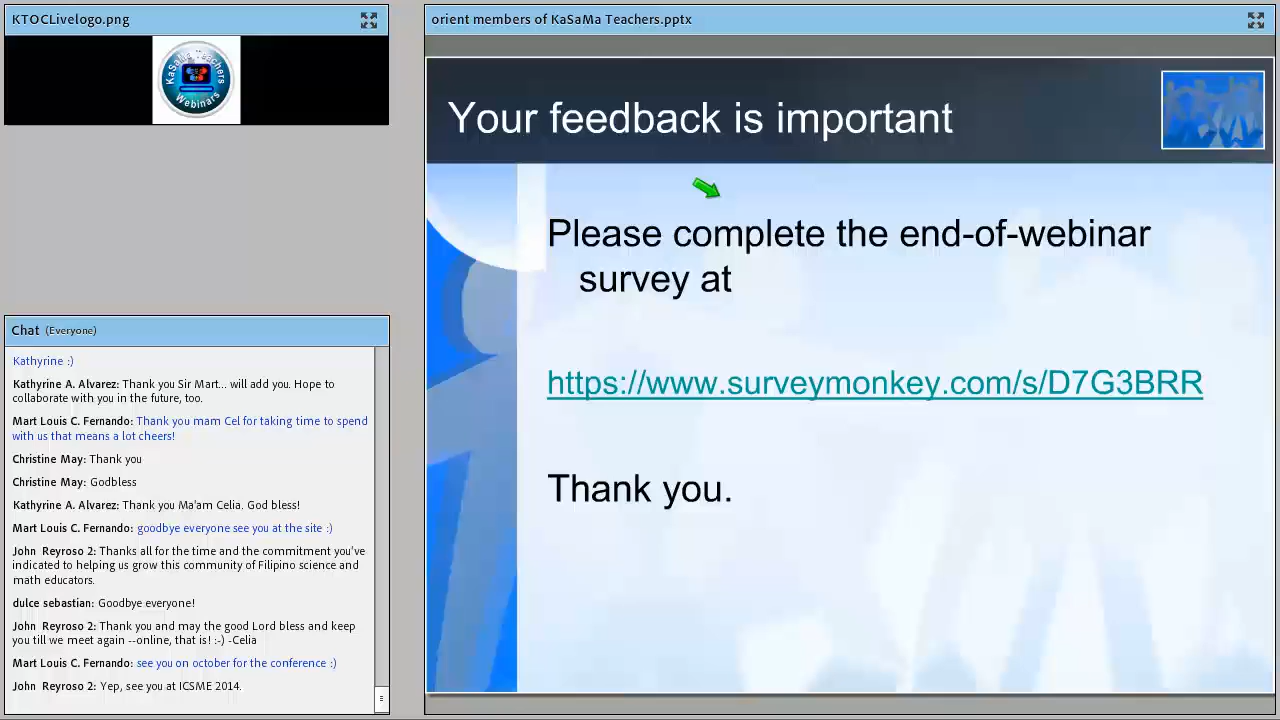 KTOCLivelogo.png
KaSaMa Teachers
Webinars
Chat (Everyone)
Kathyrine :)
Kathyrine A. Alvarez: Thank you Sir Mart... will add you. Hope to
collaborate with you in the future, too.
Mart Louis C. Fernando: Thank you mam Cel for taking time to spend
with us that means a lot cheers!
Christine May: Thank you
Christine May: Godbless
Kathyrine A. Alvarez: Thank you Ma'am Celia. God bless!
Mart Louis C. Fernando: goodbye everyone see you at the site :)
John Reyroso 2: Thanks all for the time and the commitment you've
indicated to helping us grow this community of Filipino science and
math educators.
dulce sebastian: Goodbye everyone!
John Reyroso 2: Thank you and may the good Lord bless and keep
you till we meet again --online, that is! :-) -Celia
Mart Louis C. Fernando: see you on october for the conference :)
John Reyroso 2: Yep, see you at ICSME 2014.
orient members of KaSaMa Teachers.pptx
Your feedback is important
Please complete the end-of-webinar
survey at
https://www.surveymonkey.com/s/D7G3BRR
Thank you.